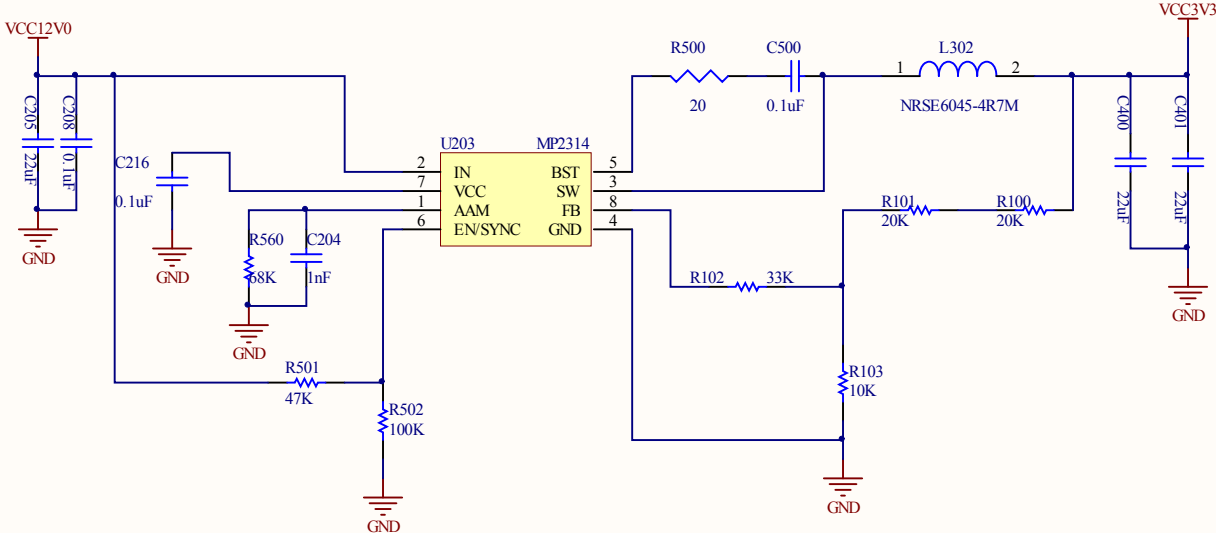 VCC12V0
VCC3V3
C205
22uF
C208
0.1uF
C216
0.1uF
R500
20
C500
0.1uF
L302
1
2
NRSE6045-4R7M
C400
22uF
C401
22uF
U203
MP2314
2
IN
BST
5
7
VCC
SW
3
1
AAM
FB
8
6
EN/SYNC
GND
4
R560
68K
C204
1nF
R101
20K
R100
20K
R102
33K
R103
10K
R501
47K
R502
100K
GND
GND
GND
GND
GND
GND